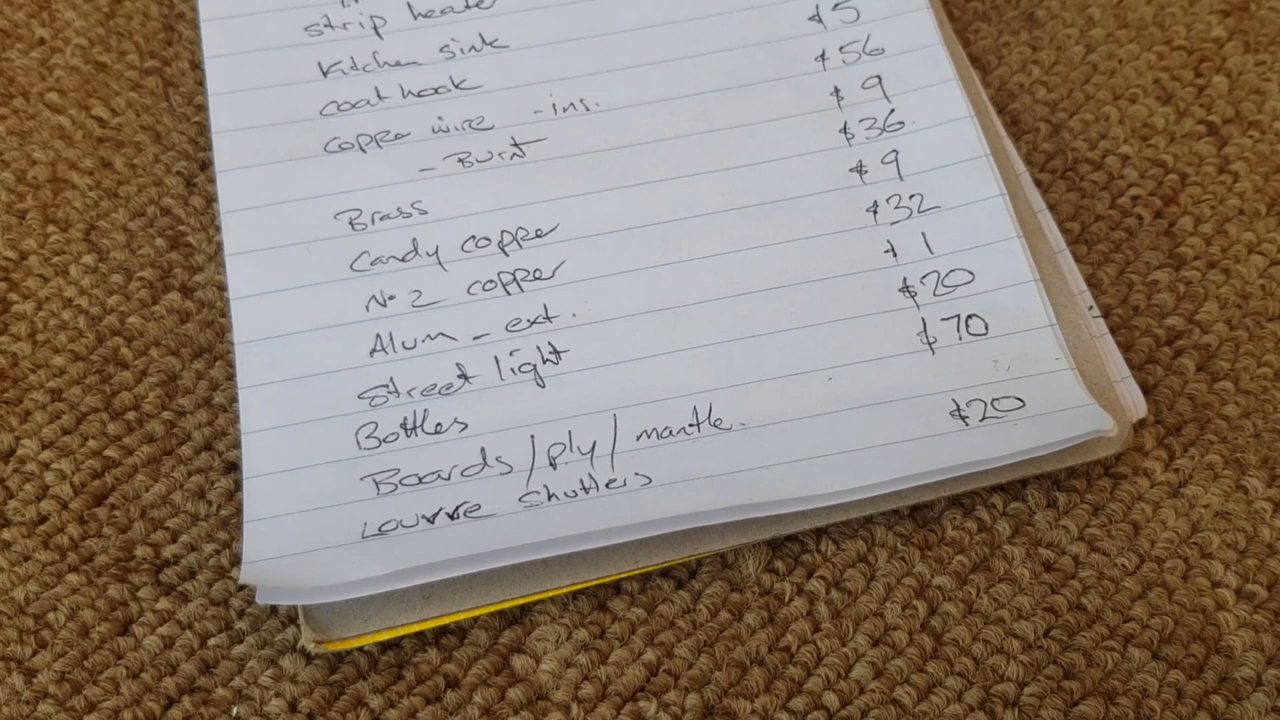 strip heater
Kitchen sink
coat hook $5
copper wire - ins. $56
- Burnt $9
Brass $36
Candy copper $9
No 2 copper $32
Alum - ext. $1
Street light $20
Bottles $70
Boards/ply/mantle.
Louvre shutters $20